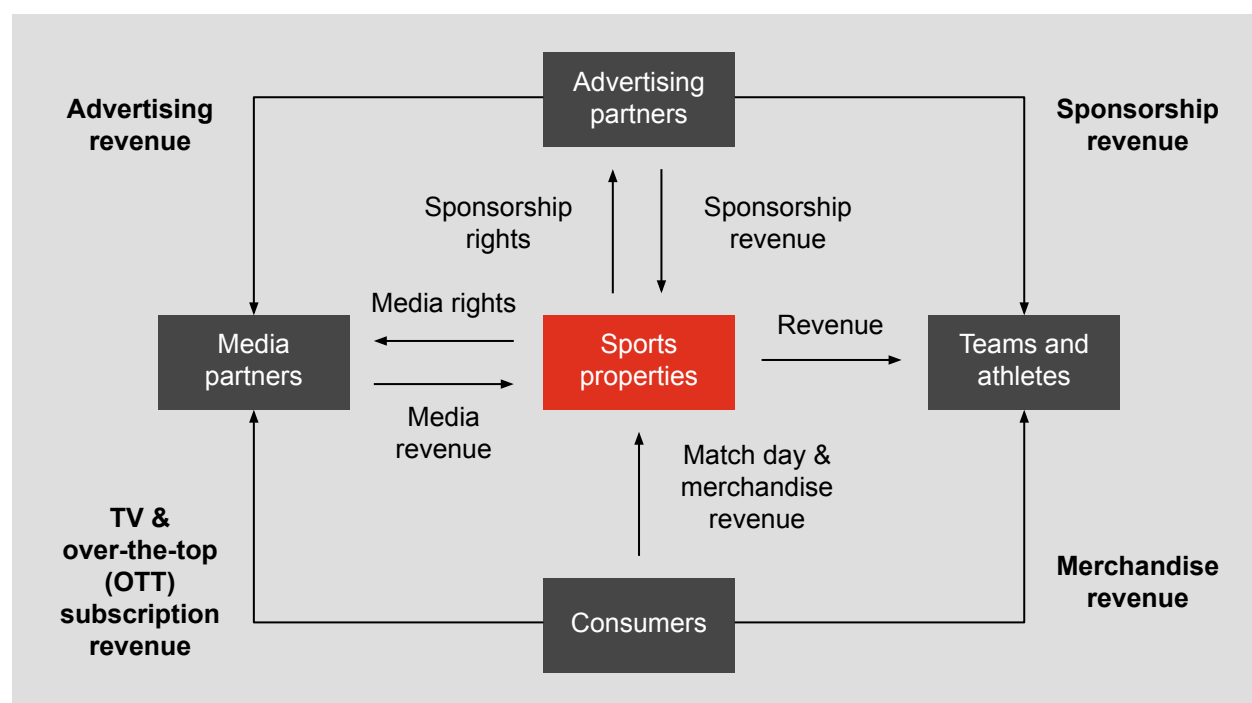 Advertising
partners
Advertising
revenue
Sponsorship
revenue
Sponsorship
rights
Sponsorship
revenue
Media rights
Revenue
Media
partners
Sports
properties
Teams and
athletes
Media
revenue
Match day &
merchandise
revenue
TV &
over-the-top
(OTT)
subscription
revenue
Merchandise
revenue
Consumers